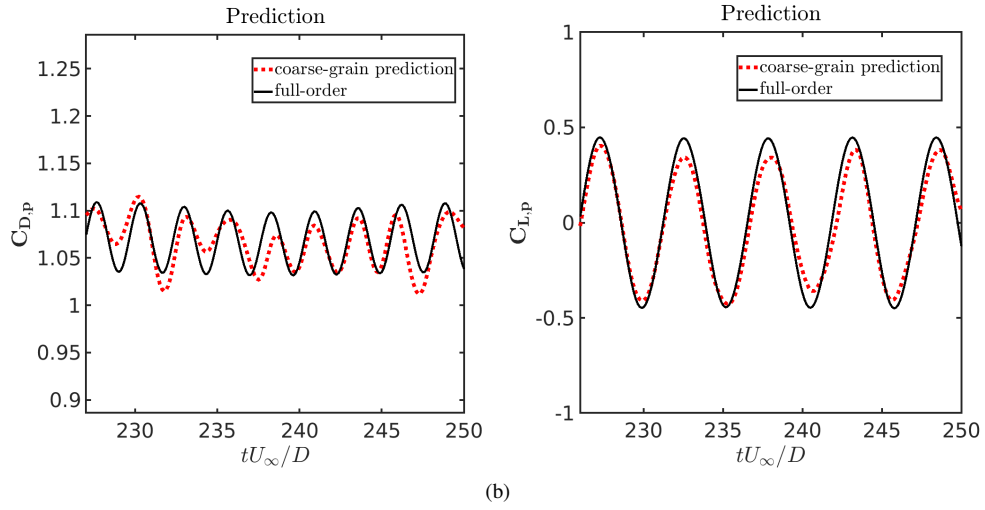 Prediction
coarse-grain prediction
full-order
1.25
1.2
1.15
1.1
1.05
1
0.95
0.9
C_{D,p}
230
235
240
245
250
tU_∞/D
Prediction
coarse-grain prediction
full-order
1
0.5
0
-0.5
-1
C_{L,p}
230
235
240
245
250
tU_∞/D
(b)